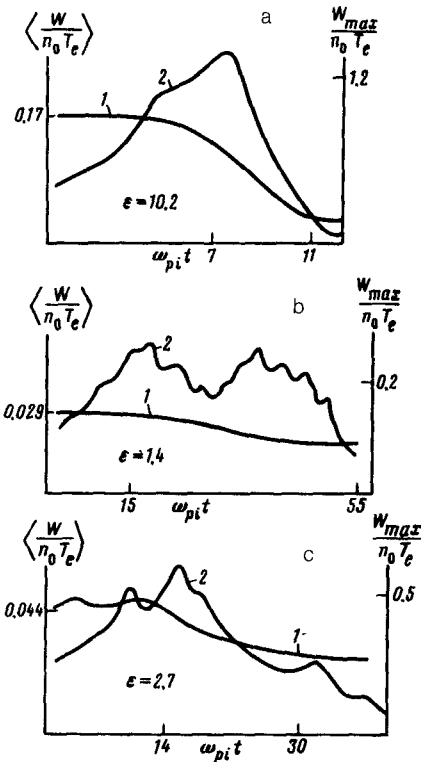 ⟨W/n₀Tₑ⟩ a W_max/n₀Tₑ
1,2
2
1
0,17
ε=10,2
ω_pi t 7 11
⟨W/n₀Tₑ⟩ b W_max/n₀Tₑ
2
0,2
1
0,029
ε=1,4
15 ω_pi t 55
⟨W/n₀Tₑ⟩ c W_max/n₀Tₑ
2
0,5
0,044
1
ε=2,7
14 ω_pi t 30